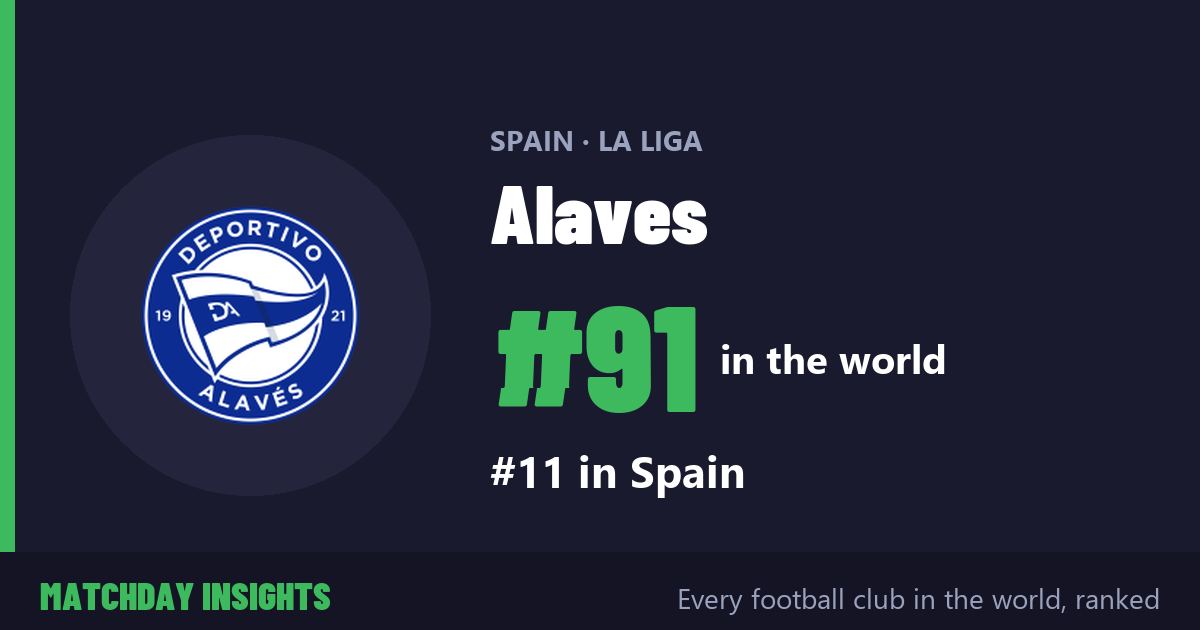 SPAIN · LA LIGA
Alaves
DEPORTIVO
19 DA 21
ALAVÉS
#91 in the world
#11 in Spain
MATCHDAY INSIGHTS
Every football club in the world, ranked